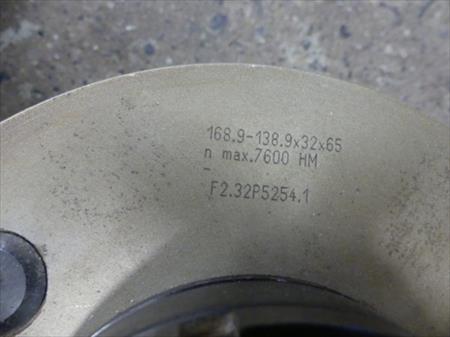 168.9-138.9x32x65
n max.7600 HM
-
F2.32P5254.1